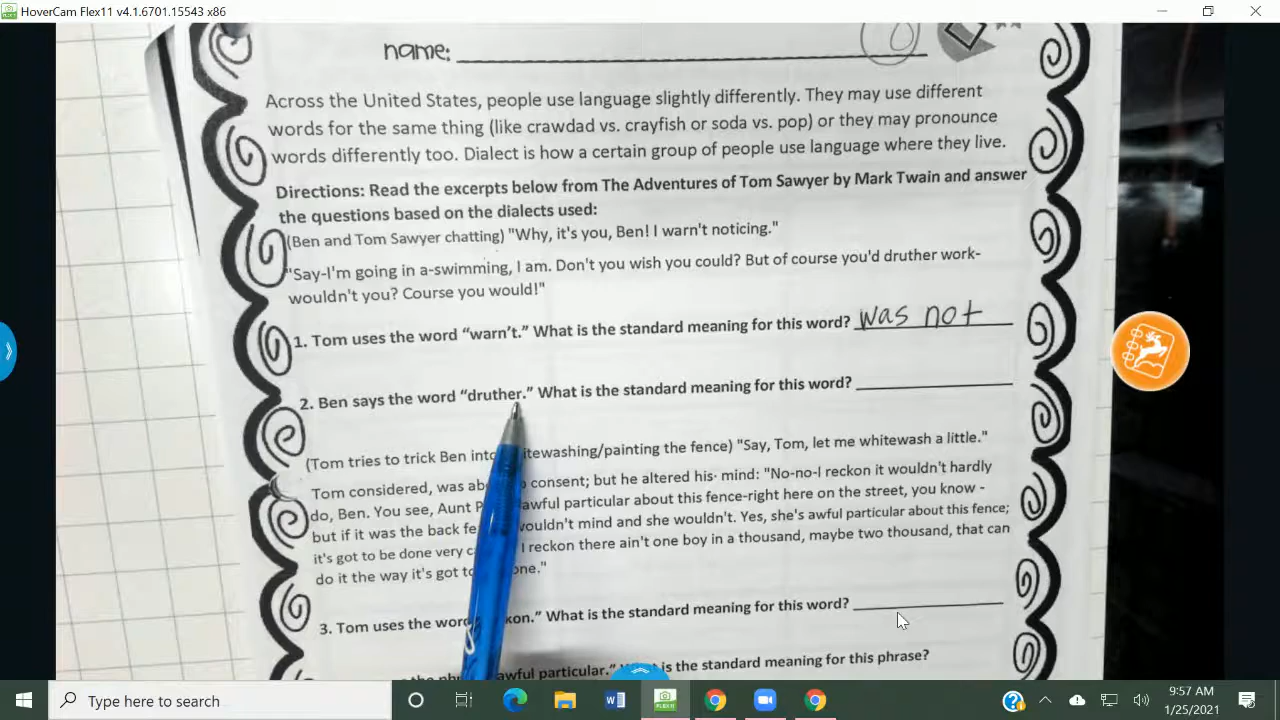 HoverCam Flex11 v4.1.6701.15543 x86
name:
Across the United States, people use language slightly differently. They may use different
words for the same thing (like crawdad vs. crayfish or soda vs. pop) or they may pronounce
words differently too. Dialect is how a certain group of people use language where they live.
Directions: Read the excerpts below from The Adventures of Tom Sawyer by Mark Twain and answer
the questions based on the dialects used:
(Ben and Tom Sawyer chatting) "Why, it's you, Ben! I warn't noticing."
"Say-I'm going in a-swimming, I am. Don't you wish you could? But of course you'd druther work-
wouldn't you? Course you would!"
1. Tom uses the word “warn’t.” What is the standard meaning for this word? was not
2. Ben says the word “druther.” What is the standard meaning for this word?
(Tom tries to trick Ben into whitewashing/painting the fence) "Say, Tom, let me whitewash a little."
Tom considered, was about to consent; but he altered his mind: "No-no-I reckon it wouldn't hardly
do, Ben. You see, Aunt awful particular about this fence-right here on the street, you know -
but if it was the back fe wouldn't mind and she wouldn't. Yes, she's awful particular about this fence;
it's got to be done very ca I reckon there ain't one boy in a thousand, maybe two thousand, that can
do it the way it's got to one."
3. Tom uses the word kon.” What is the standard meaning for this word?
awful particular.” is the standard meaning for this phrase?
FLEX11
Type here to search
9:57 AM
1/25/2021